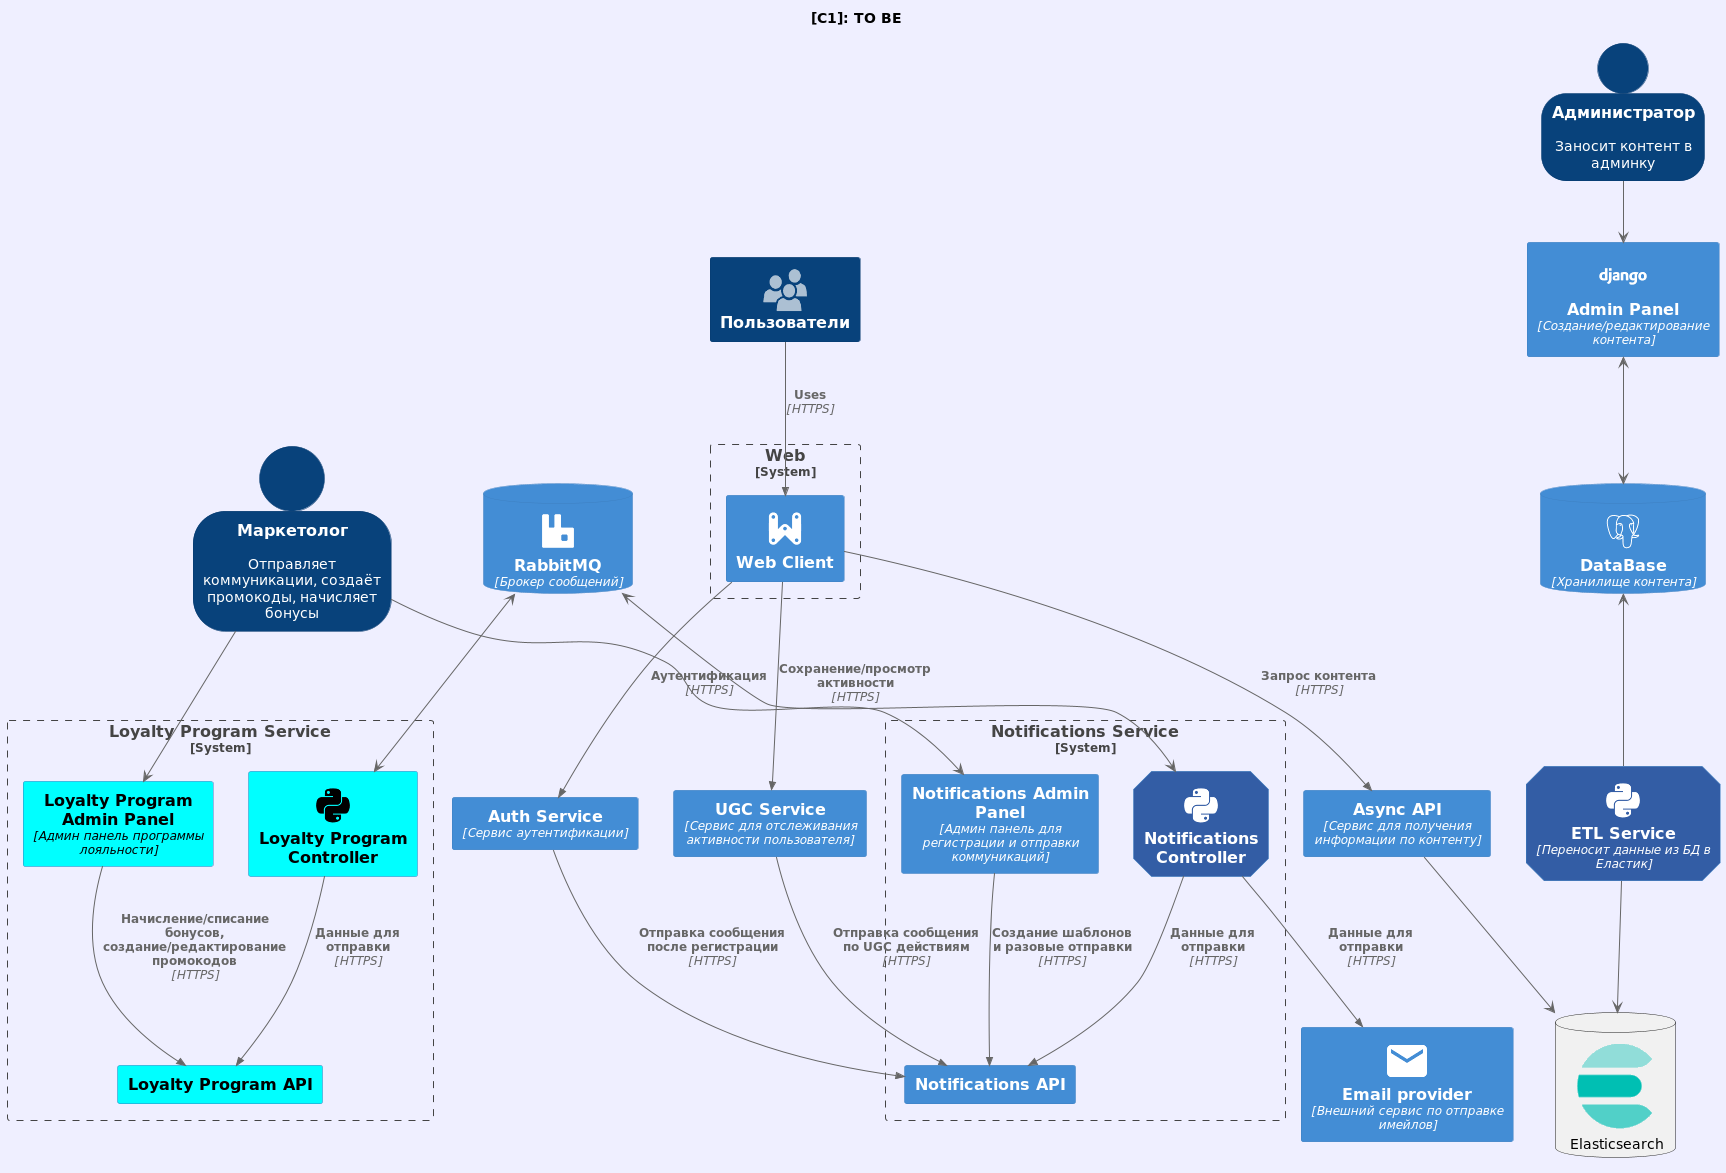 [C1]: TO BE
Администратор
Заносит контент в
админку
django
Admin Panel
[Создание/редактирование
контента]
Пользователи
Uses
[HTTPS]
Web
[System]
Web Client
Маркетолог
Отправляет
коммуникации, создаёт
промокоды, начисляет
бонусы
RabbitMQ
[Брокер сообщений]
DataBase
[Хранилище контента]
Аутентификация
[HTTPS]
Сохранение/просмотр
активности
[HTTPS]
Запрос контента
[HTTPS]
Loyalty Program Service
[System]
Loyalty Program
Admin Panel
[Админ панель программы
лояльности]
Loyalty Program
Controller
Auth Service
[Сервис аутентификации]
UGC Service
[Сервис для отслеживания
активности пользователя]
Notifications Service
[System]
Notifications Admin
Panel
[Админ панель для
регистрации и отправки
коммуникаций]
Notifications
Controller
Async API
[Сервис для получения
информации по контенту]
ETL Service
[Переносит данные из БД в
Еластик]
Начисление/списание
бонусов,
создание/редактирование
промокодов
[HTTPS]
Данные для
отправки
[HTTPS]
Отправка сообщения
после регистрации
[HTTPS]
Отправка сообщения
по UGC действиям
[HTTPS]
Создание шаблонов
и разовые отправки
[HTTPS]
Данные для
отправки
[HTTPS]
Данные для
отправки
[HTTPS]
Loyalty Program API
Notifications API
Email provider
[Внешний сервис по отправке
имейлов]
Elasticsearch